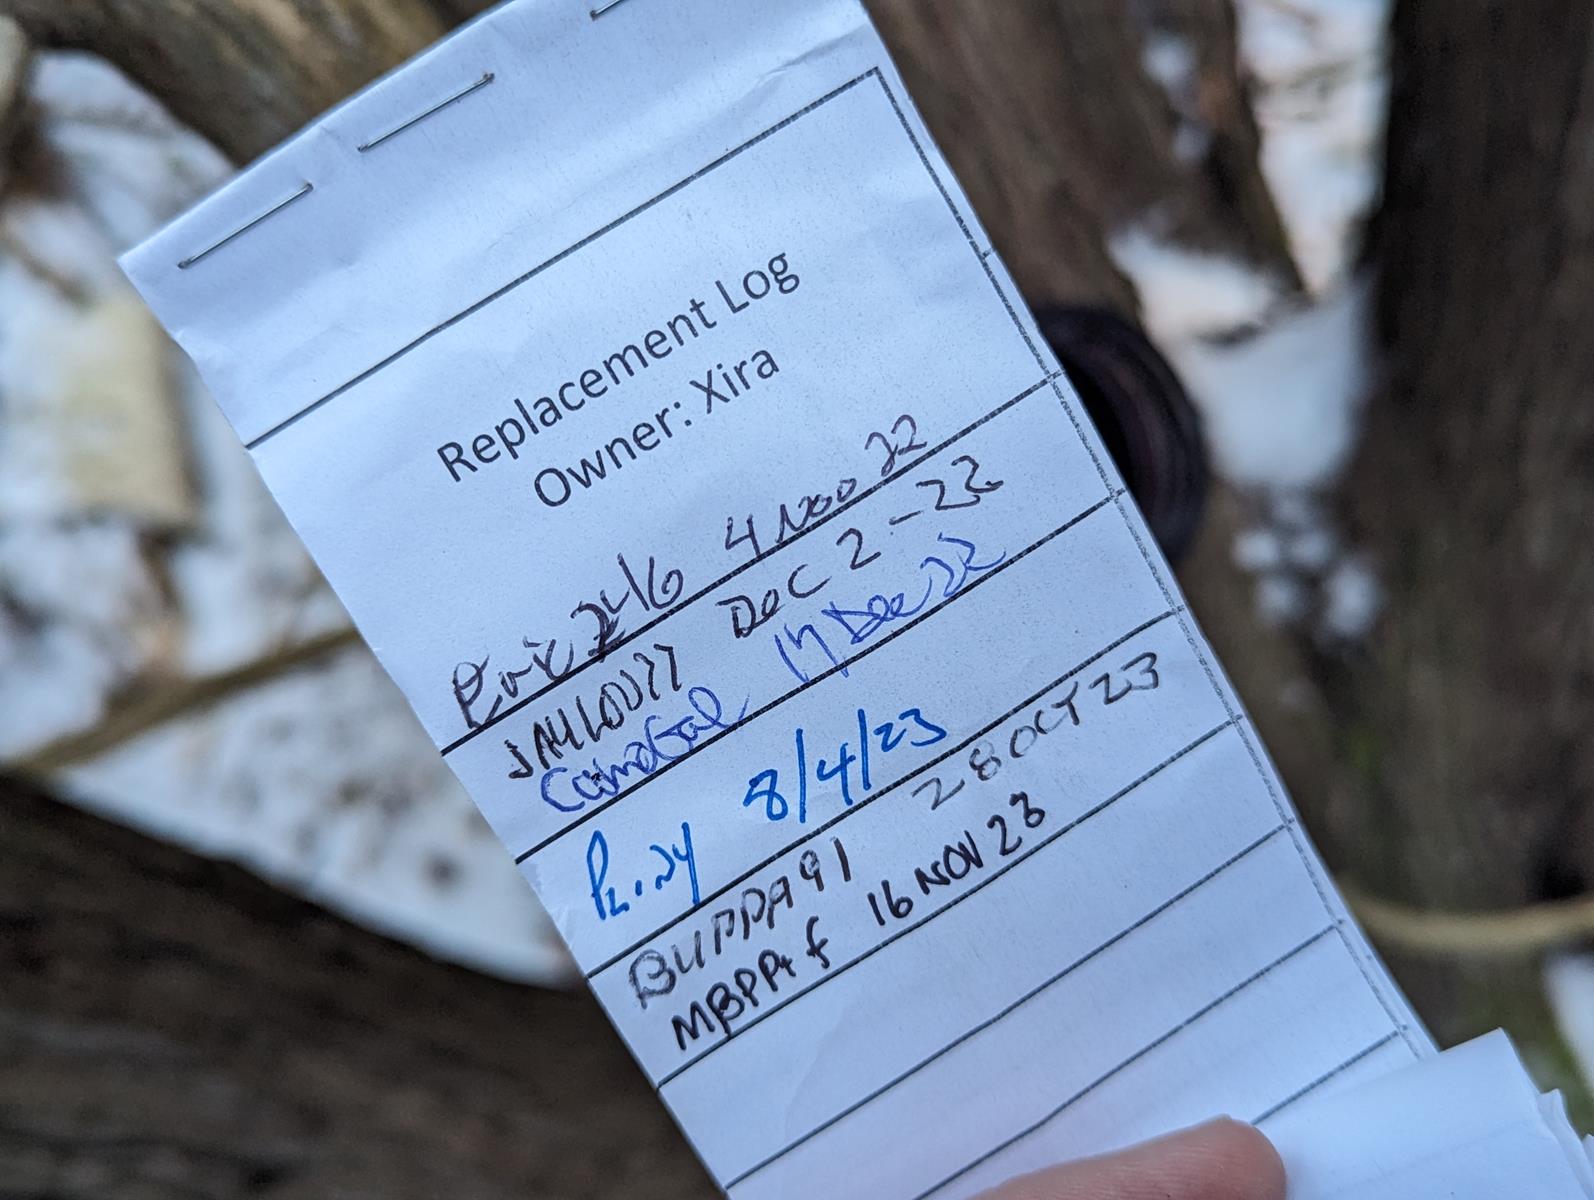 Replacement Log
Owner: Xira
Eric246 4 Nov 22
DEC 2-22
17 Dec 22
8/4/23
BUPPA91 28 OCT 23
16 NOV 23